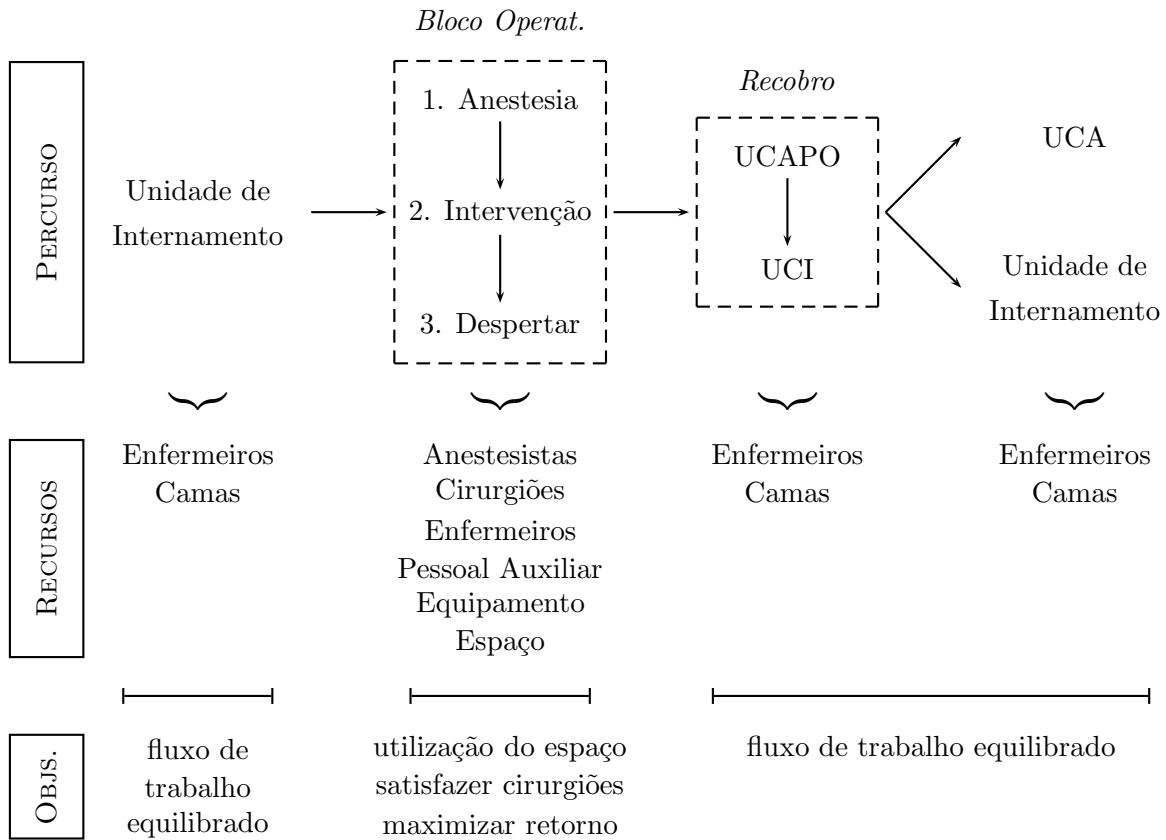 Bloco Operat.
PERCURSO
Unidade de
Internamento
1. Anestesia
2. Intervenção
3. Despertar
Recobro
UCAPO
UCI
UCA
Unidade de
Internamento
RECURSOS
Enfermeiros
Camas
Anestesistas
Cirurgiões
Enfermeiros
Pessoal Auxiliar
Equipamento
Espaço
Enfermeiros
Camas
Enfermeiros
Camas
OBJS.
fluxo de
trabalho
equilibrado
utilização do espaço
satisfazer cirurgiões
maximizar retorno
fluxo de trabalho equilibrado